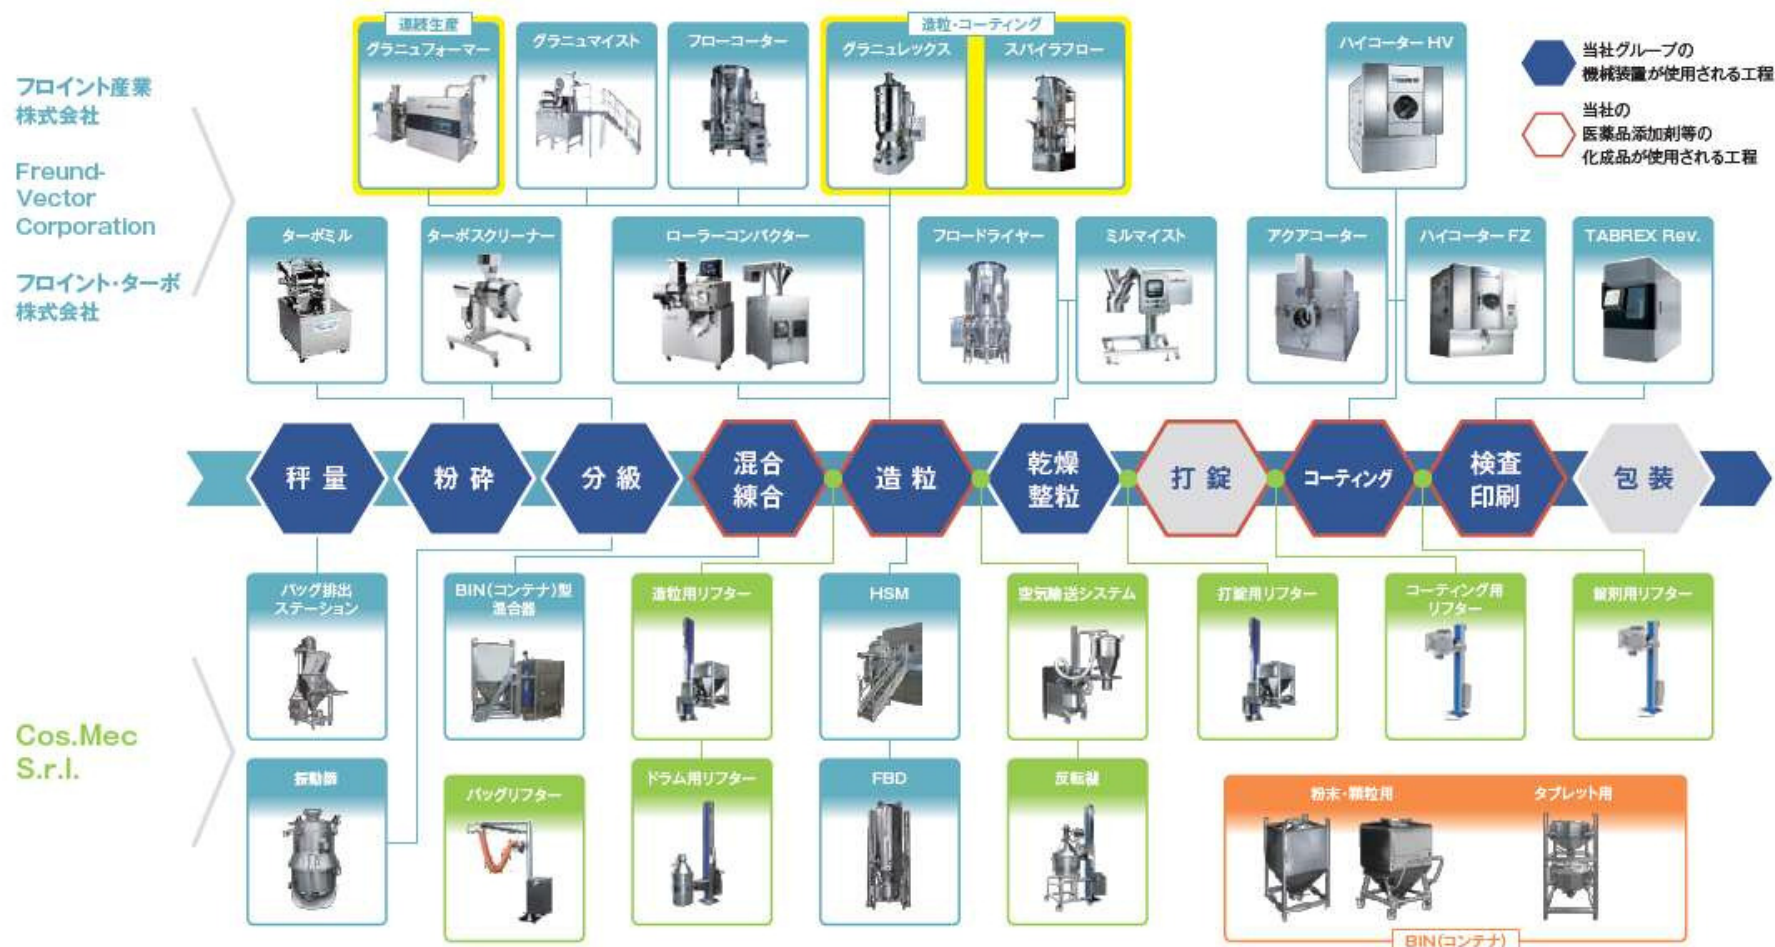 連続生産
造粒・コーティング
グラニュフォーマー
グラニュマイスト
フローコーター
グラニュレックス
スパイラフロー
ハイコーター HV
当社グループの
機械装置が使用される工程
当社の
医薬品添加剤等の
化成品が使用される工程
フロイント産業
株式会社
Freund-
Vector
Corporation
フロイント・ターボ
株式会社
ターボミル
ターボスクリーナー
ローラーコンパクター
フロードライヤー
ミルマイスト
アクアコーター
ハイコーター FZ
TABREX Rev.
秤量
粉砕
分級
混合
練合
造粒
乾燥
整粒
打錠
コーティング
検査
印刷
包装
Cos.Mec
S.r.l.
バッグ排出
ステーション
BIN(コンテナ)型
混合器
造粒用リフター
HSM
空気輸送システム
打錠用リフター
コーティング用
リフター
錠剤用リフター
振動篩
バッグリフター
ドラム用リフター
FBD
反転機
粉末・顆粒用
タブレット用
BIN(コンテナ)